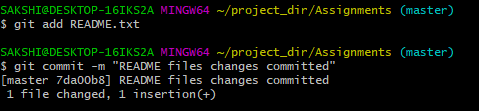 SAKSHI@DESKTOP-16IKS2A MINGW64 ~/project_dir/Assignments (master)
$ git add README.txt
SAKSHI@DESKTOP-16IKS2A MINGW64 ~/project_dir/Assignments (master)
$ git commit -m "README files changes committed"
[master 7da00b8] README files changes committed
 1 file changed, 1 insertion(+)